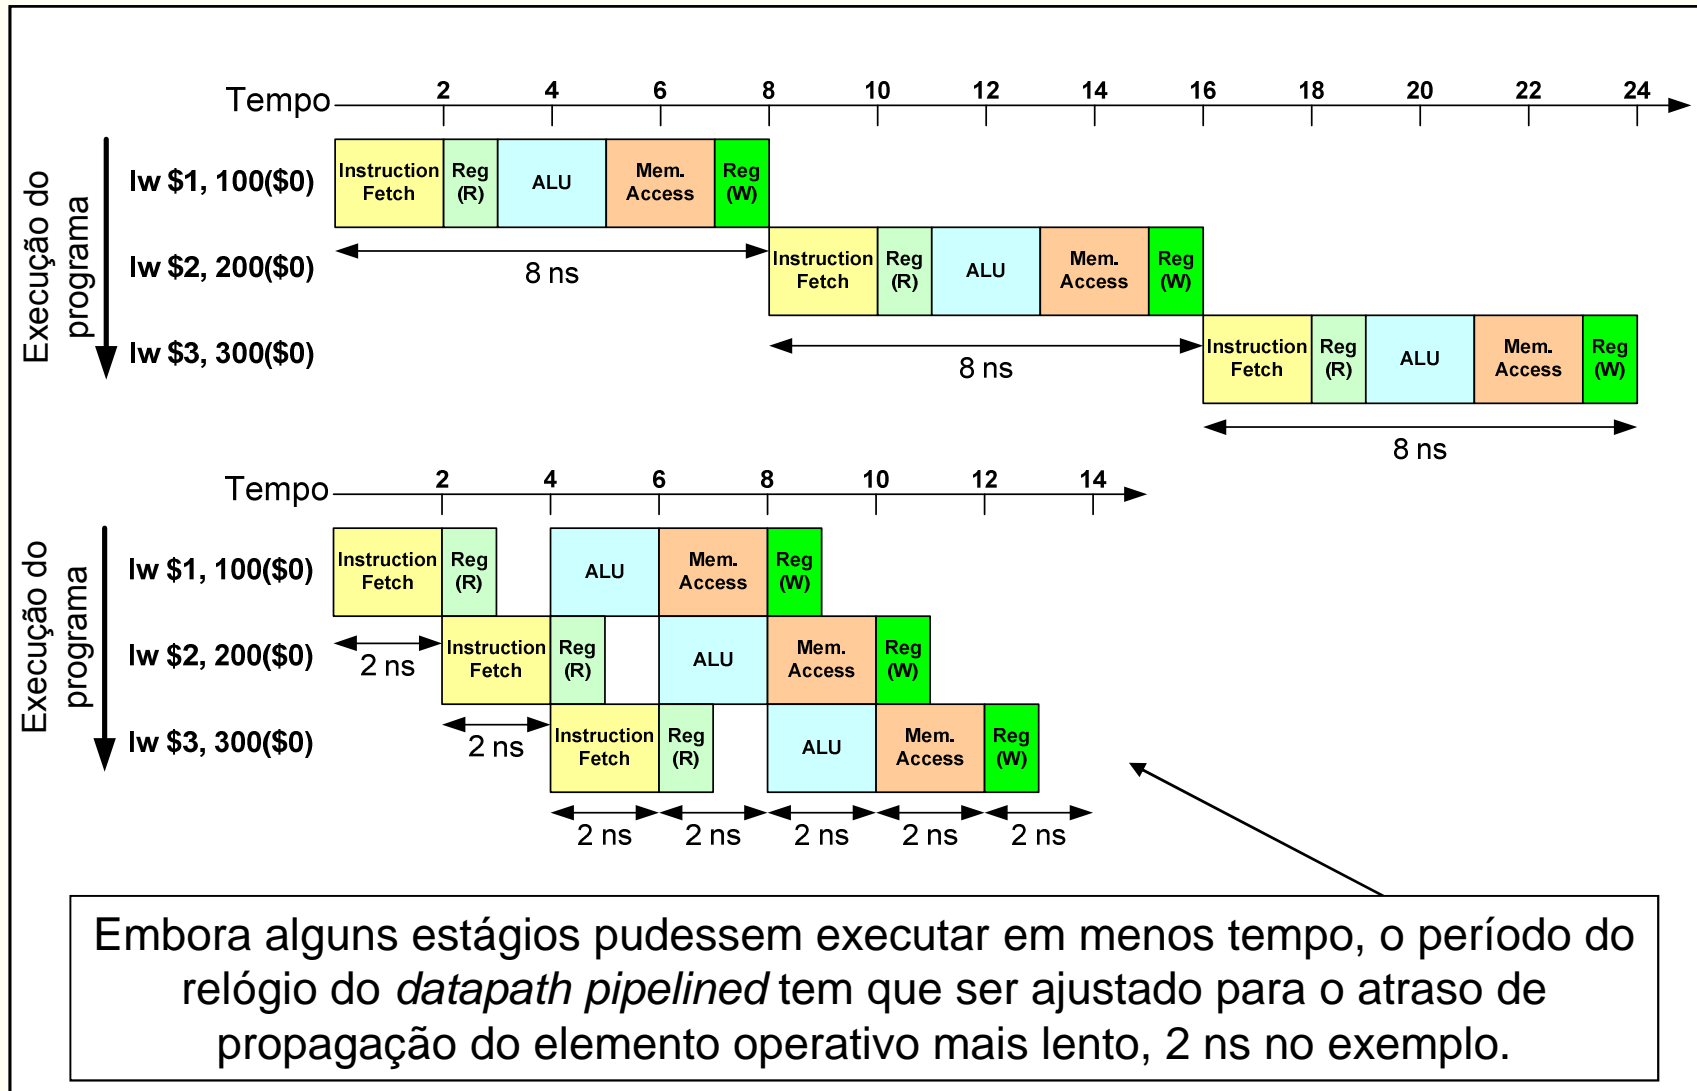 Tempo 2 4 6 8 10 12 14 16 18 20 22 24
Execução do
programa
lw $1, 100($0)
Instruction
Fetch
Reg
(R)
ALU
Mem.
Access
Reg
(W)
8 ns
lw $2, 200($0)
Instruction
Fetch
Reg
(R)
ALU
Mem.
Access
Reg
(W)
8 ns
lw $3, 300($0)
Instruction
Fetch
Reg
(R)
ALU
Mem.
Access
Reg
(W)
8 ns
Tempo 2 4 6 8 10 12 14
Execução do
programa
lw $1, 100($0)
Instruction
Fetch
Reg
(R)
ALU
Mem.
Access
Reg
(W)
2 ns
lw $2, 200($0)
Instruction
Fetch
Reg
(R)
ALU
Mem.
Access
Reg
(W)
2 ns
lw $3, 300($0)
Instruction
Fetch
Reg
(R)
ALU
Mem.
Access
Reg
(W)
2 ns 2 ns 2 ns 2 ns 2 ns
Embora alguns estágios pudessem executar em menos tempo, o período do
relógio do datapath pipelined tem que ser ajustado para o atraso de
propagação do elemento operativo mais lento, 2 ns no exemplo.